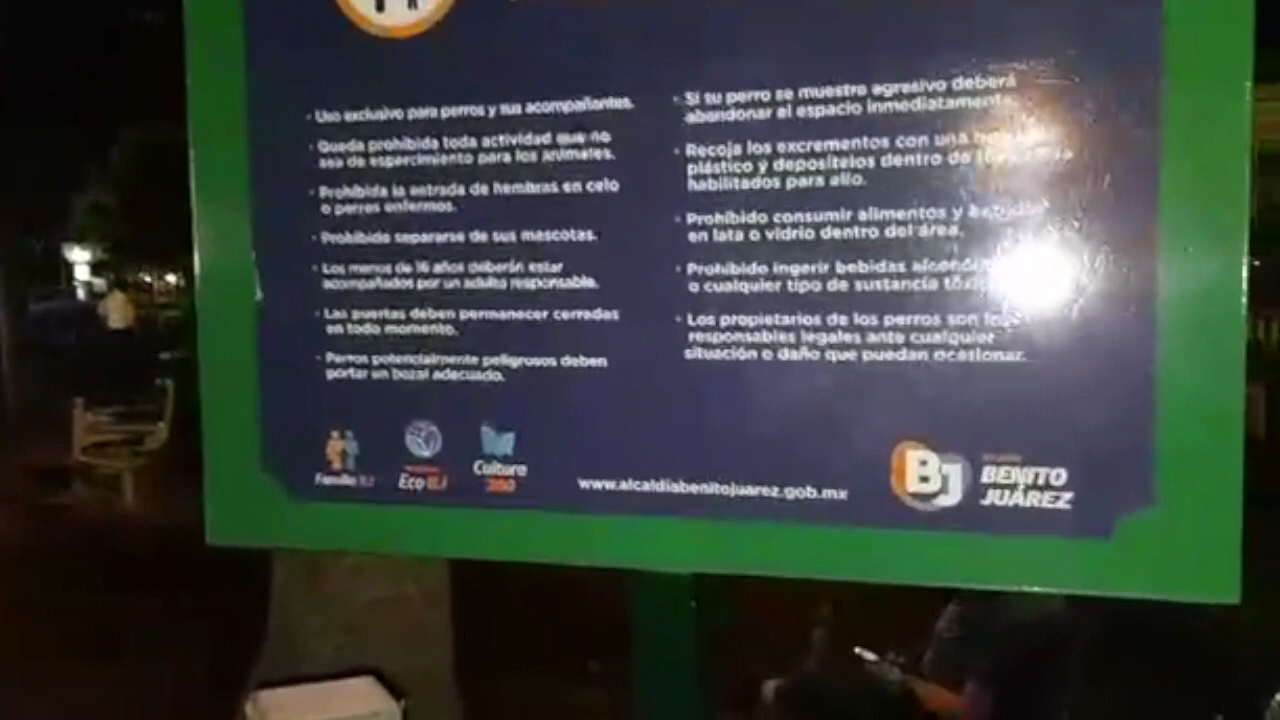 · Uso exclusivo para perros y sus acompañantes.
· Queda prohibida toda actividad que no
sea de esparcimiento para los animales.
· Prohibida la entrada de hembras en celo
o perros enfermos.
· Prohibido separarse de sus mascotas.
· Los menos de 16 años deberán estar
acompañados por un adulto responsable.
· Las puertas deben permanecer cerradas
en todo momento.
· Perros potencialmente peligrosos deben
portar un bozal adecuado.
· Si tu perro se muestra agresivo deberá
abandonar el espacio inmediatamente.
· Recoja los excrementos con una
plástico y deposítelos dentro de
habilitados para ello.
· Prohibido consumir alimentos y bebidas
en lata o vidrio dentro del área.
· Prohibido ingerir bebidas
o cualquier tipo de sustancia
· Los propietarios de los perros son los
responsables legales ante cualquier
situación o daño que puedan ocasionar.
Familia BJ
Eco BJ
Cultura
360
www.alcaldiabenitojuarez.gob.mx
BJ
BENITO
JUÁREZ